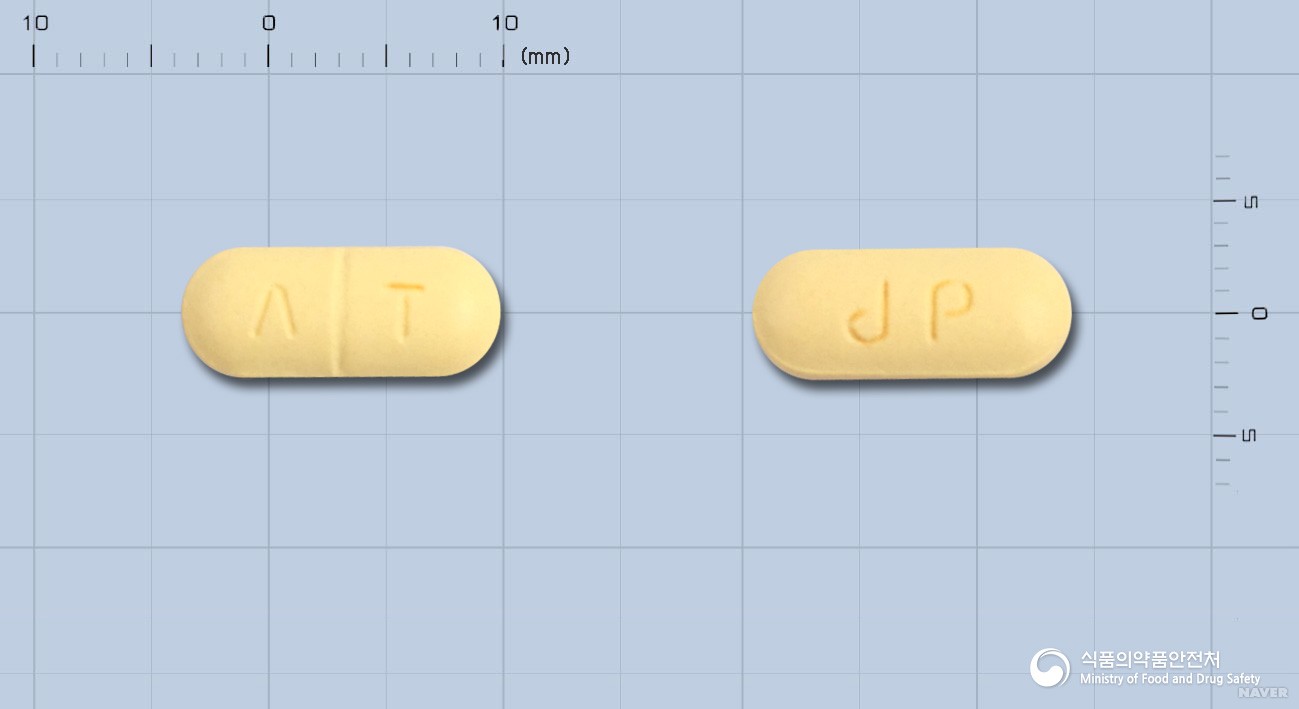 10 0 10
(mm)
Λ T
JP
5
0
5
식품의약품안전처
Ministry of Food and Drug Safety
NAVER